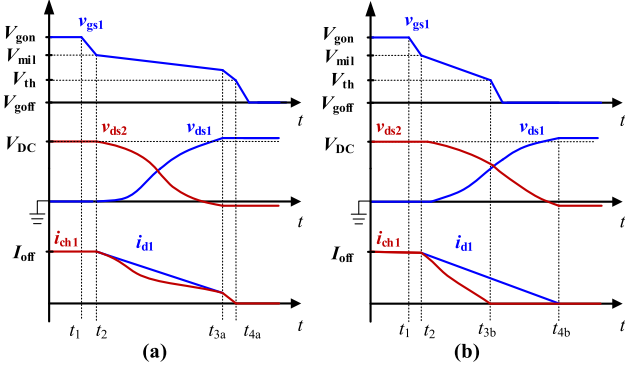 v_gs1
V_gon
V_mil
V_th
V_goff
t
v_ds2 v_ds1
V_DC
t
i_ch1 i_d1
I_off
t_1 t_2 t_3a t_4a t
(a)
v_gs1
V_gon
V_mil
V_th
V_goff
t
v_ds2 v_ds1
V_DC
t
i_ch1 i_d1
I_off
t_1 t_2 t_3b t_4b t
(b)